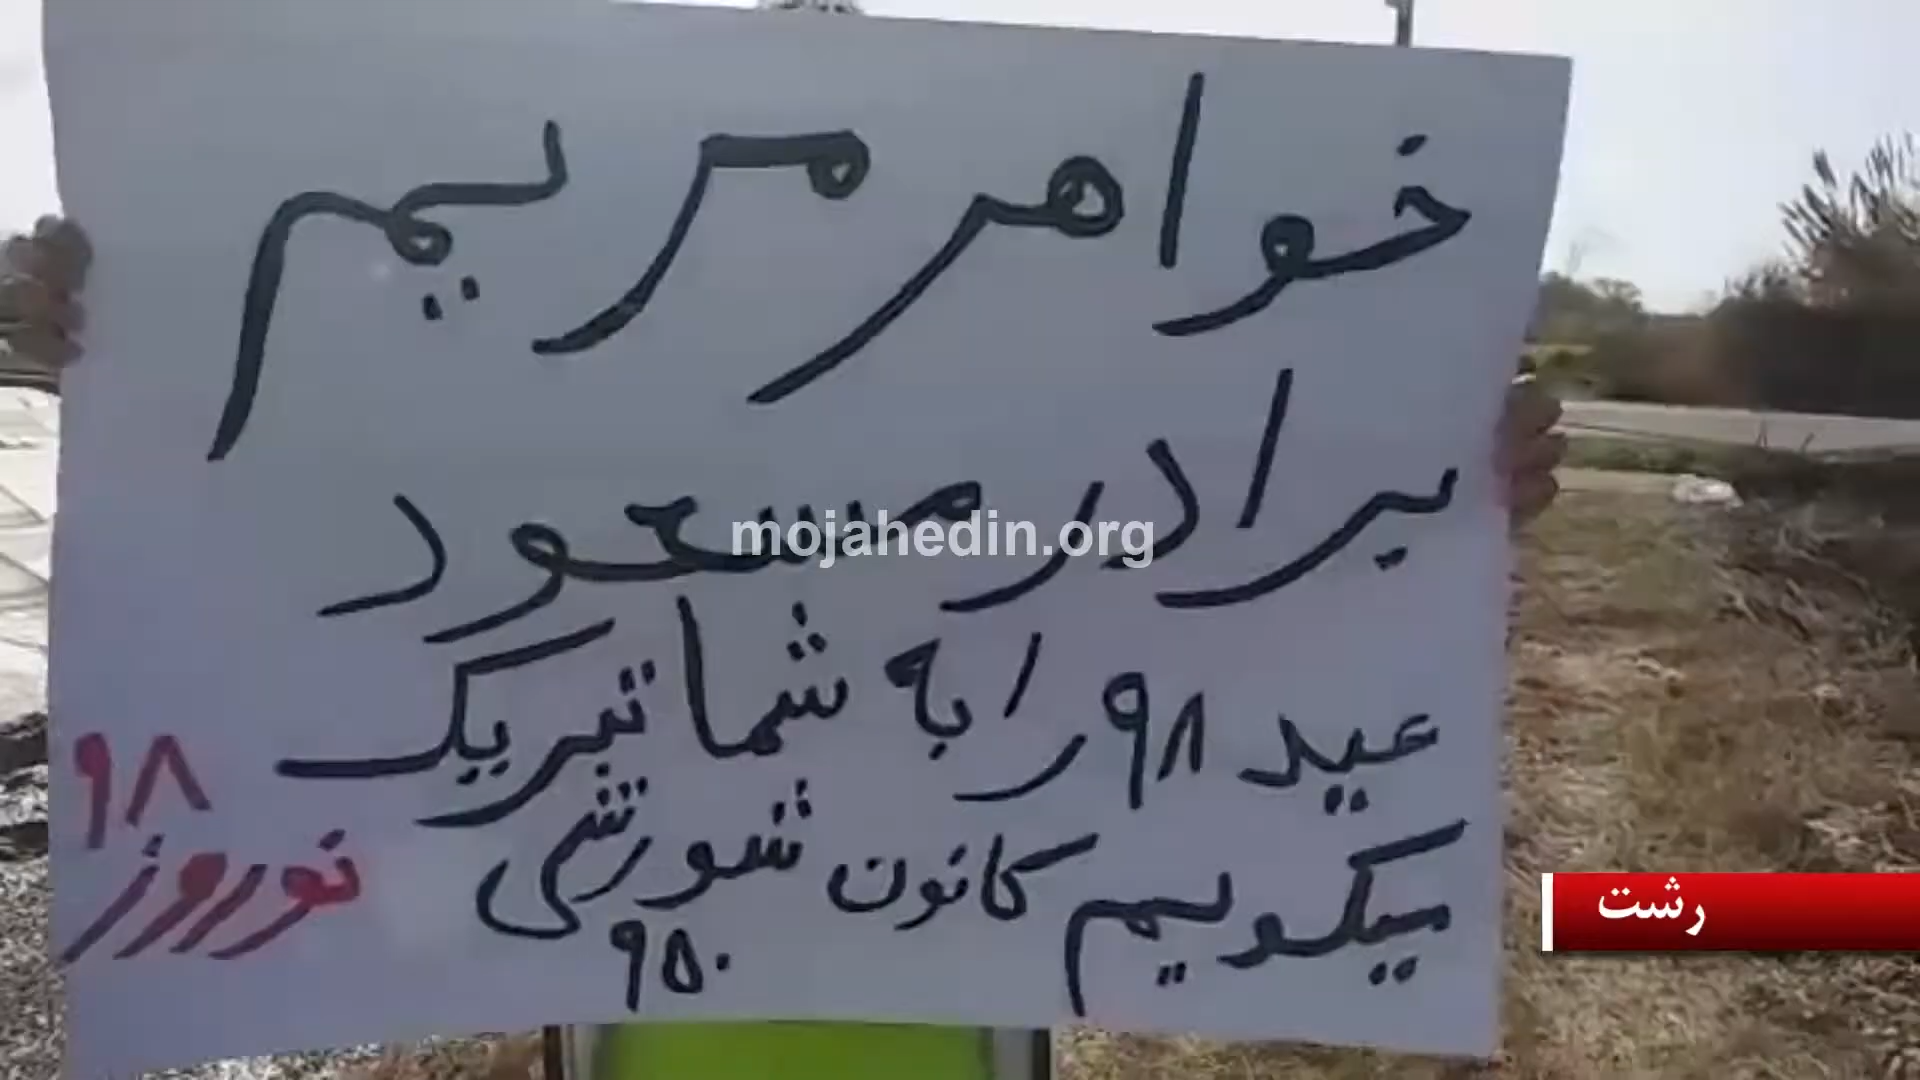 خواهر مریم
برادر مسعود
عید ۹۸ را به شما تبریک
میگوییم کانون شورشی
۹۵۰
۹۸
نوروز
mojahedin.org
رشت